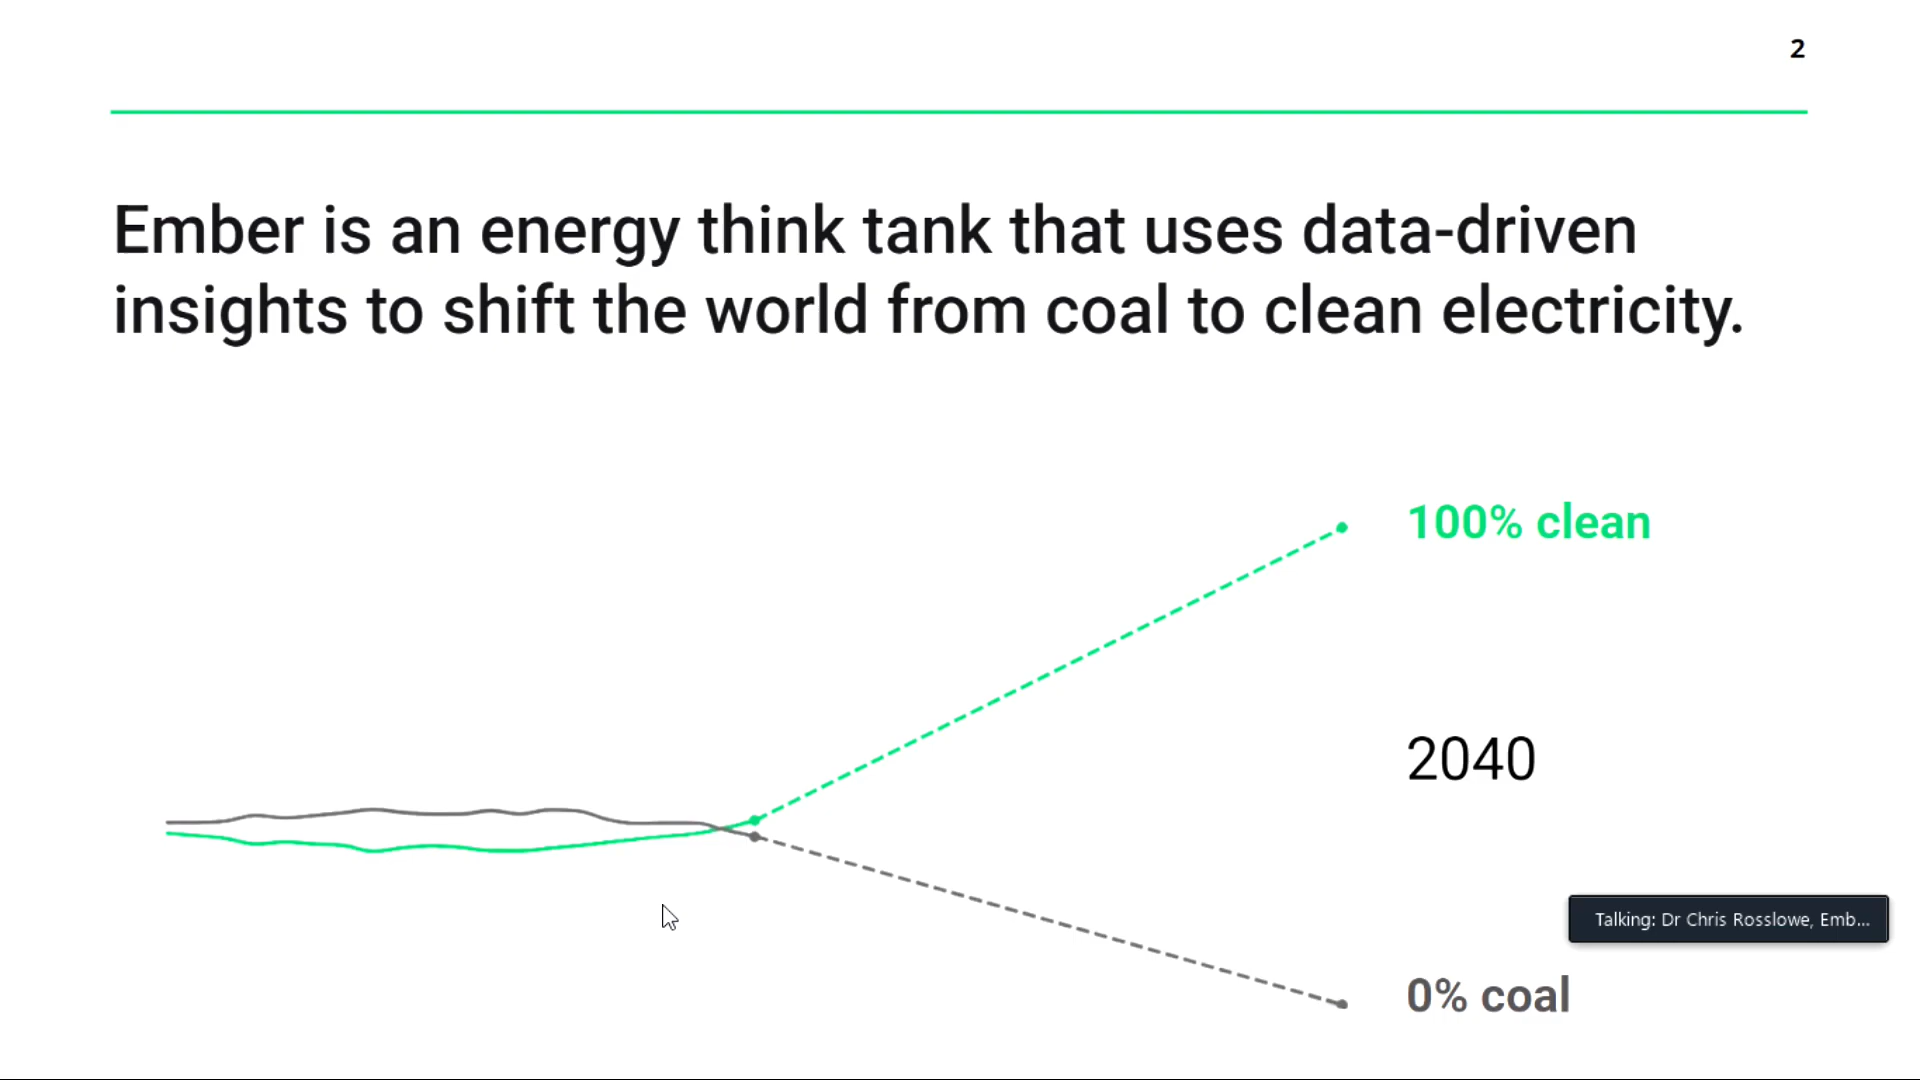 2
Ember is an energy think tank that uses data-driven
insights to shift the world from coal to clean electricity.
100% clean
2040
Talking: Dr Chris Rosslowe, Emb...
0% coal